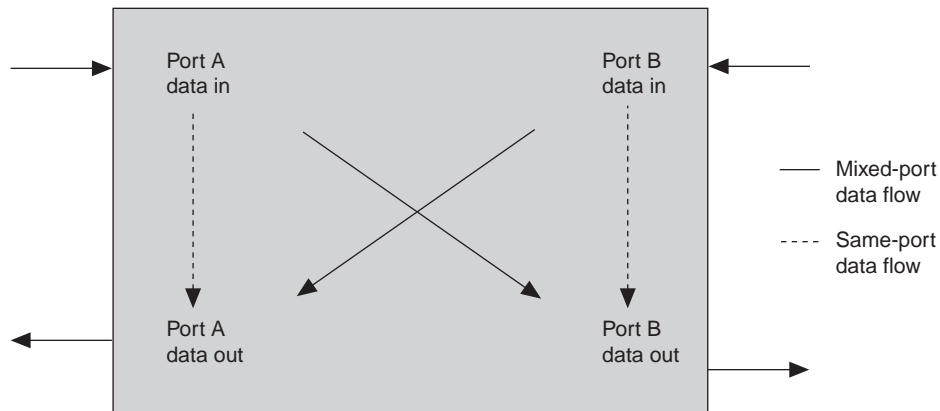 Port A
data in
Port B
data in
Mixed-port
data flow
Same-port
data flow
Port A
data out
Port B
data out